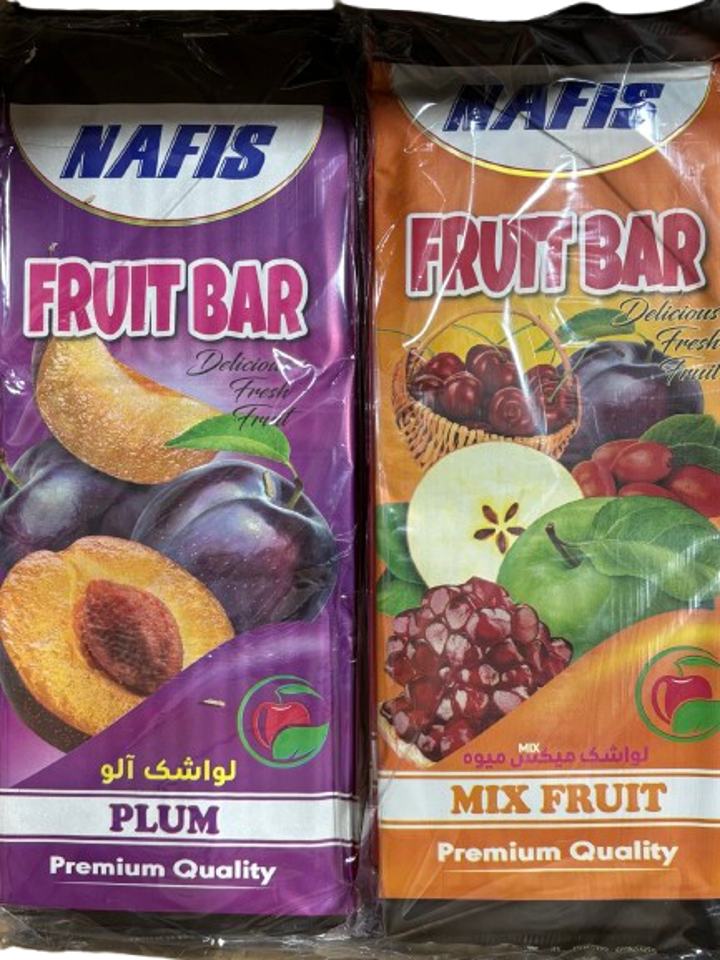 NAFIS
FRUIT BAR
Delicious
Fresh
Fruit
لواشک آلو
PLUM
Premium Quality
NAFIS
FRUIT BAR
Delicious
Fresh
Fruit
MIX
لواشک میکس میوه
MIX FRUIT
Premium Quality